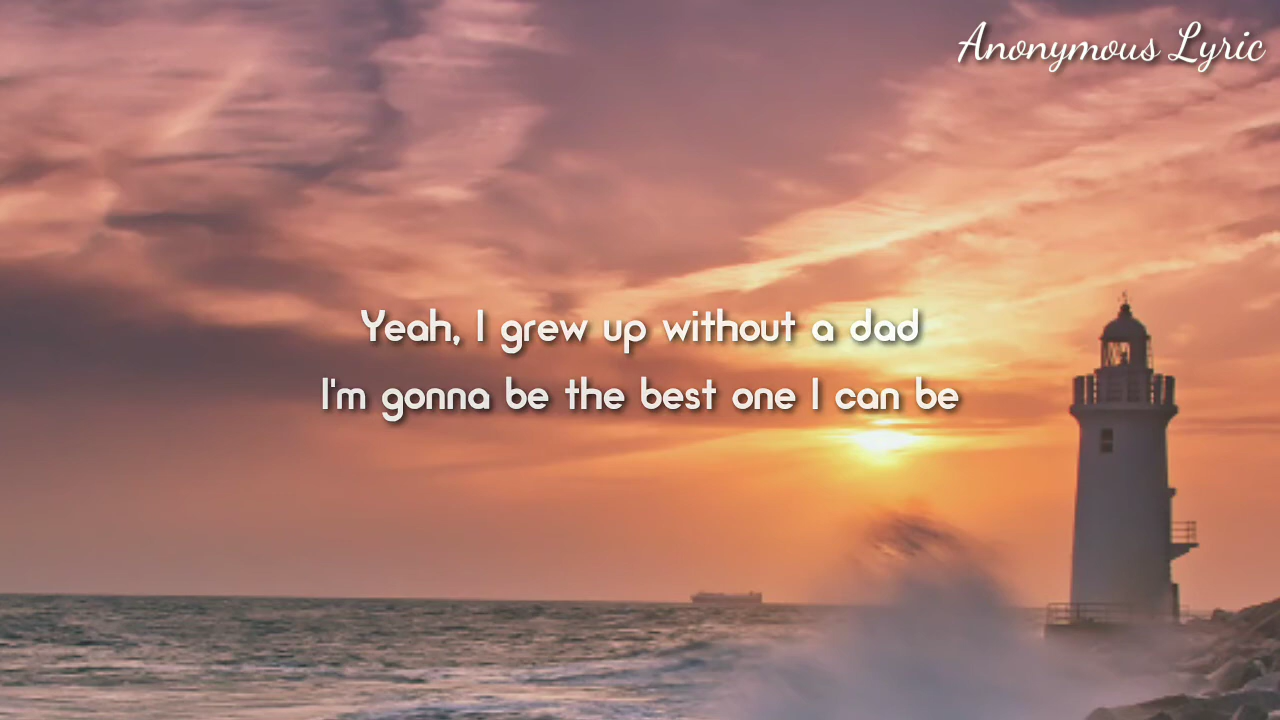 Anonymous Lyric
Yeah, I grew up without a dad
I'm gonna be the best one I can be